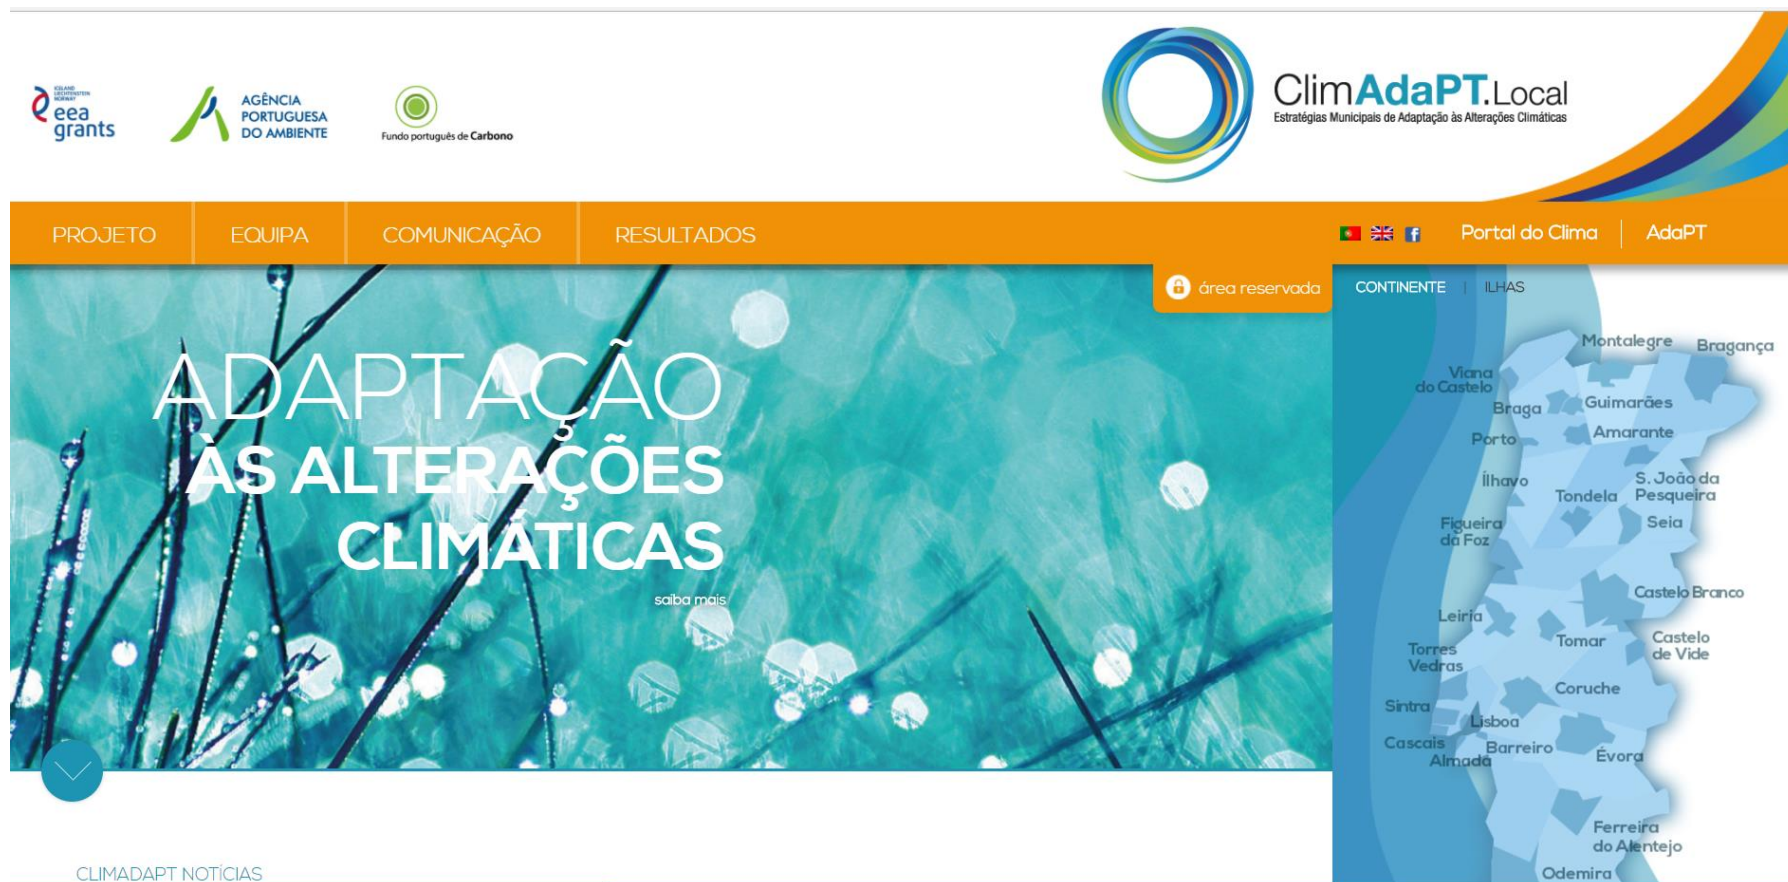 ICELAND
LIECHTENSTEIN
NORWAY
eea
grants
AGÊNCIA
PORTUGUESA
DO AMBIENTE
Fundo português de Carbono
ClimAdaPT.Local
Estratégias Municipais de Adaptação às Alterações Climáticas
PROJETO
EQUIPA
COMUNICAÇÃO
RESULTADOS
f
Portal do Clima
AdaPT
área reservada
CONTINENTE | ILHAS
ADAPTAÇÃO
ÀS ALTERAÇÕES
CLIMÁTICAS
saiba mais
Montalegre
Bragança
Viana
do Castelo
Braga
Guimarães
Porto
Amarante
Ílhavo
Tondela
S. João da
Pesqueira
Figueira
da Foz
Seia
Castelo Branco
Leiria
Tomar
Castelo
de Vide
Torres
Vedras
Coruche
Sintra
Lisboa
Cascais
Barreiro
Almada
Évora
Ferreira
do Alentejo
Odemira
CLIMADAPT NOTÍCIAS